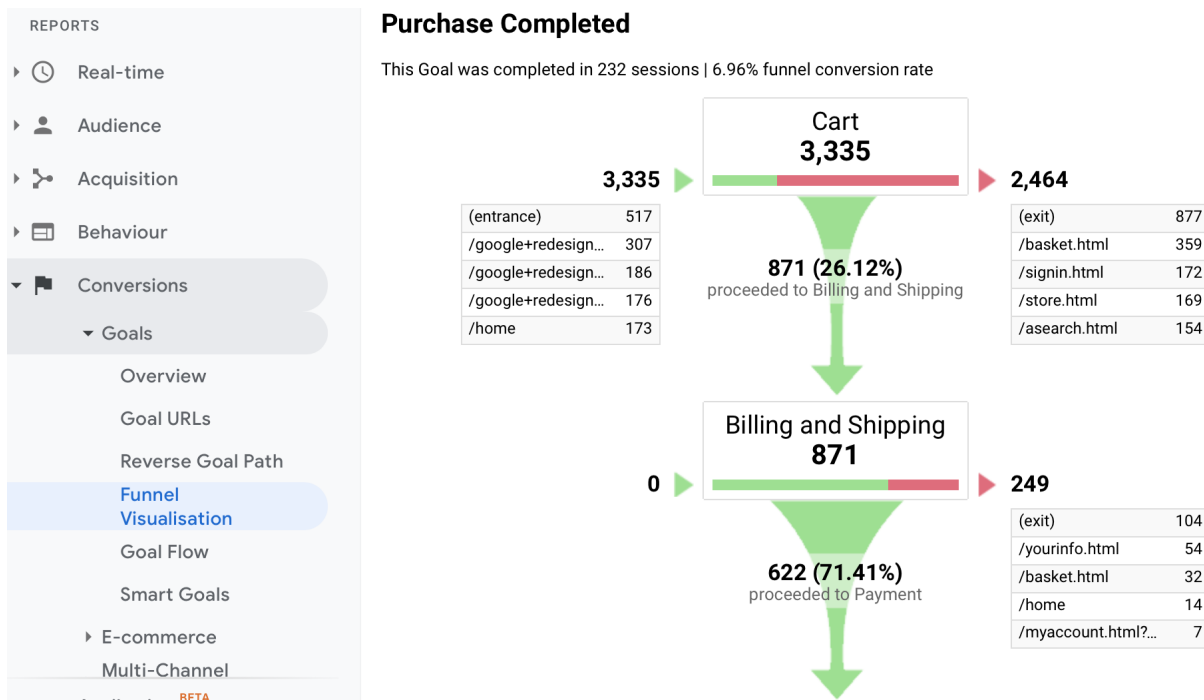 REPORTS
Real-time
Audience
Acquisition
Behaviour
Conversions
Goals
Overview
Goal URLs
Reverse Goal Path
Funnel
Visualisation
Goal Flow
Smart Goals
E-commerce
Multi-Channel
BETA
Purchase Completed
This Goal was completed in 232 sessions | 6.96% funnel conversion rate
Cart
3,335
3,335
(entrance) 517
/google+redesign... 307
/google+redesign... 186
/google+redesign... 176
/home 173
2,464
(exit) 877
/basket.html 359
/signin.html 172
/store.html 169
/asearch.html 154
871 (26.12%)
proceeded to Billing and Shipping
Billing and Shipping
871
0
249
(exit) 104
/yourinfo.html 54
/basket.html 32
/home 14
/myaccount.html?... 7
622 (71.41%)
proceeded to Payment